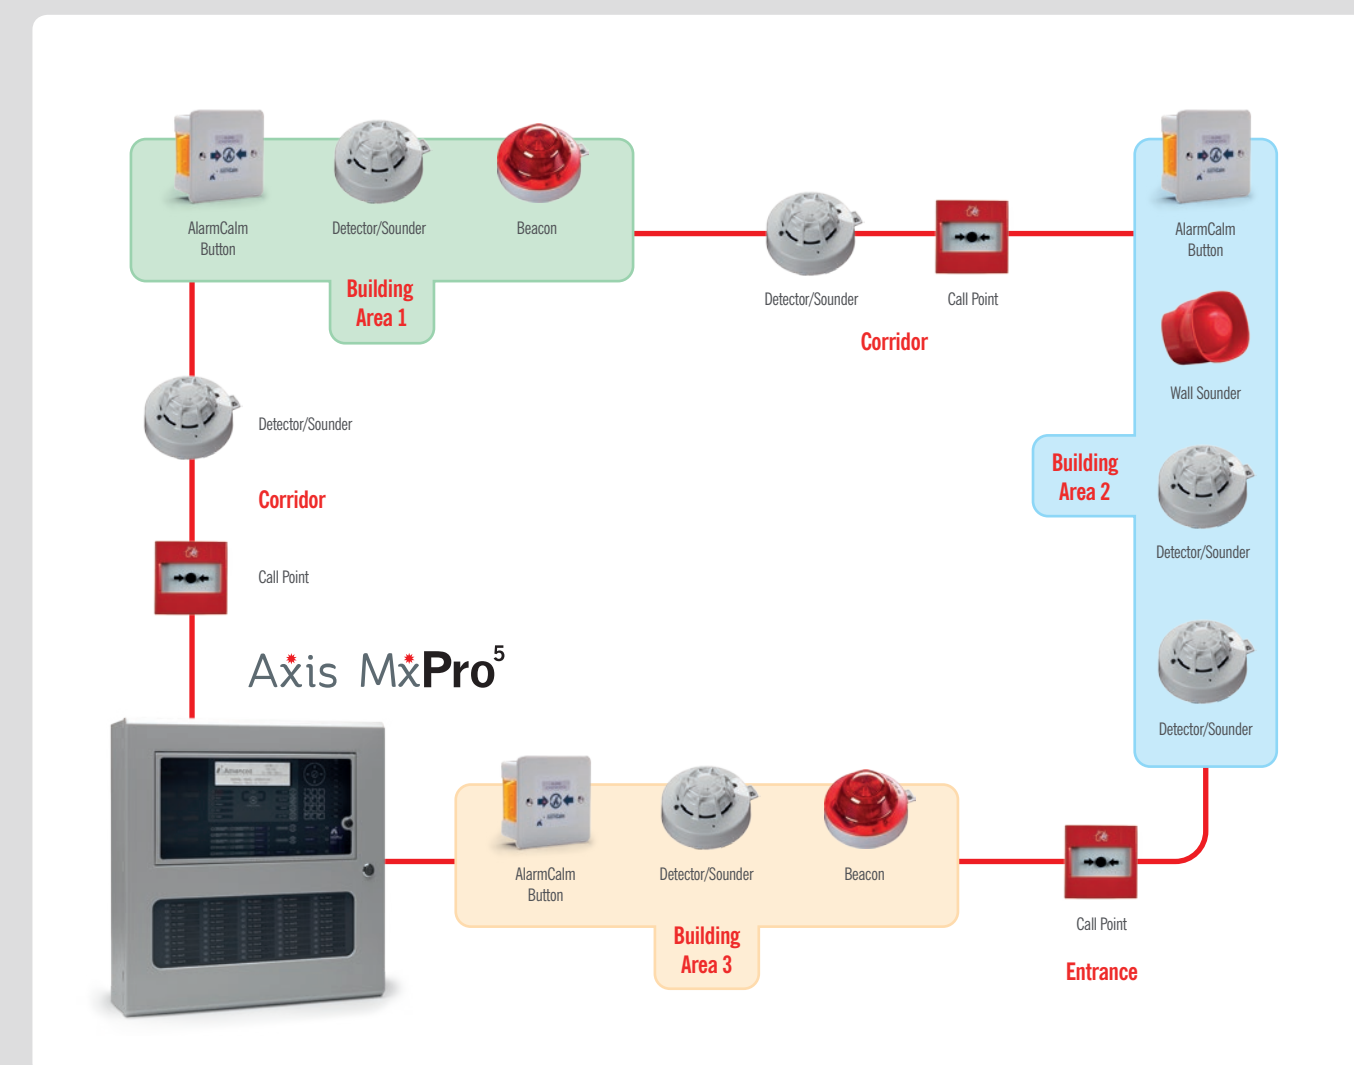 AlarmCalm
Button
Detector/Sounder
Beacon
Building
Area 1
Detector/Sounder
Call Point
Corridor
AlarmCalm
Button
Wall Sounder
Building
Area 2
Detector/Sounder
Detector/Sounder
Detector/Sounder
Corridor
Call Point
Axis MxPro5
Advanced
AlarmCalm
Button
Detector/Sounder
Beacon
Building
Area 3
Call Point
Entrance